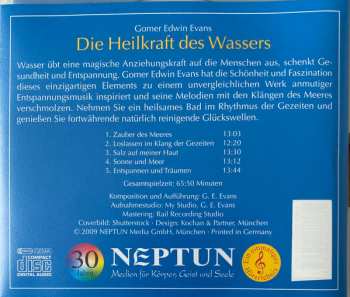 Gomer Edwin Evans
Die Heilkraft des Wassers
Wasser übt eine magische Anziehungskraft auf die Menschen aus, schenkt Ge-
sundheit und Entspannung. Gomer Edwin Evans hat die Schönheit und Faszination
dieses einzigartigen Elements zu einem unvergleichlichen Werk anmutiger
Entspannungsmusik inspiriert und seine Melodien mit den Klängen des Meeres
verschmolzen. Nehmen Sie ein heilsames Bad im Rhythmus der Gezeiten und ge-
nießen Sie fortwährende natürlich reinigende Glückswellen.
1. Zauber des Meeres 13:03
2. Loslassen im Klang der Gezeiten 12:20
3. Salz auf meiner Haut 13:30
4. Sonne und Meer 13:12
5. Entspannen und Träumen 13:44
Gesamtspielzeit: 65:50 Minuten
Komposition und Aufführung: G. E. Evans
Aufnahmestudio: My Studio, G. E. Evans
Mastering: Rail Recording Studio
Coverbild: Shutterstock - Design: Kochan & Partner, München
© 2009 NEPTUN Media GmbH, München · Printed in Germany
COMPACT
disc
DIGITAL AUDIO
30
Jahre
NEPTUN
Medien für Körper, Geist und Seele